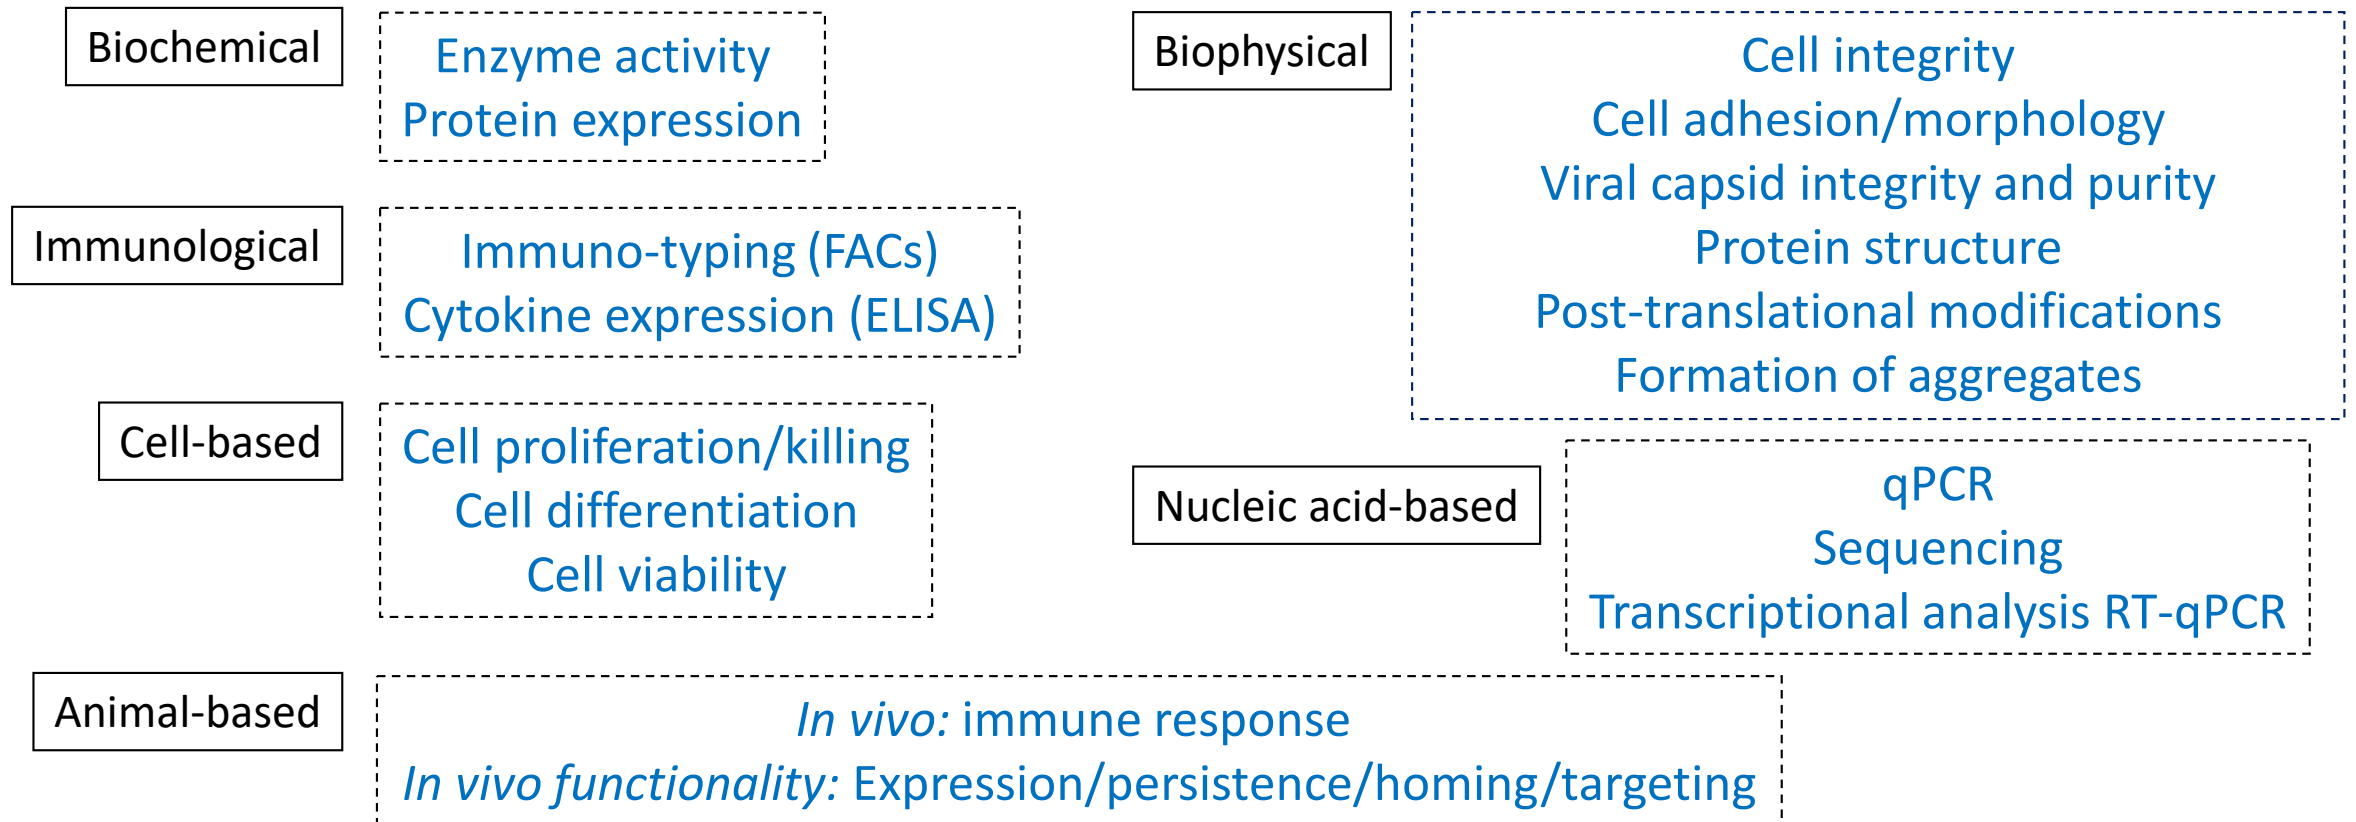 Biochemical
Enzyme activity
Protein expression
Immunological
Immuno-typing (FACs)
Cytokine expression (ELISA)
Cell-based
Cell proliferation/killing
Cell differentiation
Cell viability
Animal-based
In vivo: immune response
In vivo functionality: Expression/persistence/homing/targeting
Biophysical
Cell integrity
Cell adhesion/morphology
Viral capsid integrity and purity
Protein structure
Post-translational modifications
Formation of aggregates
Nucleic acid-based
qPCR
Sequencing
Transcriptional analysis RT-qPCR